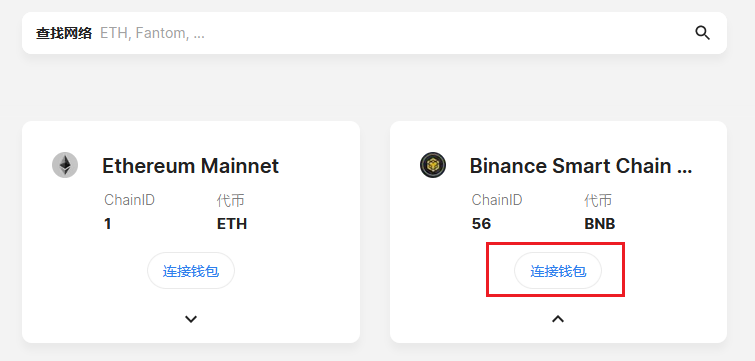 查找网络 ETH, Fantom, ...
Ethereum Mainnet
ChainID 代币
1 ETH
连接钱包
Binance Smart Chain ...
ChainID 代币
56 BNB
连接钱包